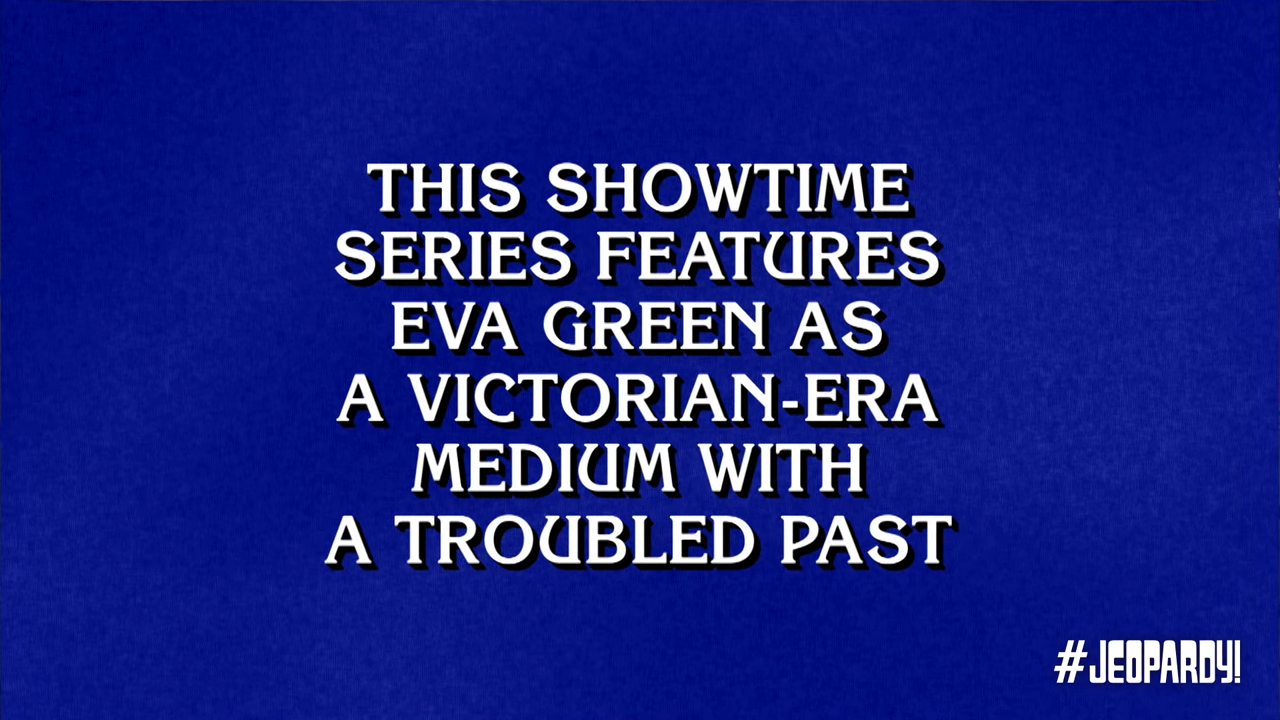 THIS SHOWTIME
SERIES FEATURES
EVA GREEN AS
A VICTORIAN-ERA
MEDIUM WITH
A TROUBLED PAST
#JEOPARDY!